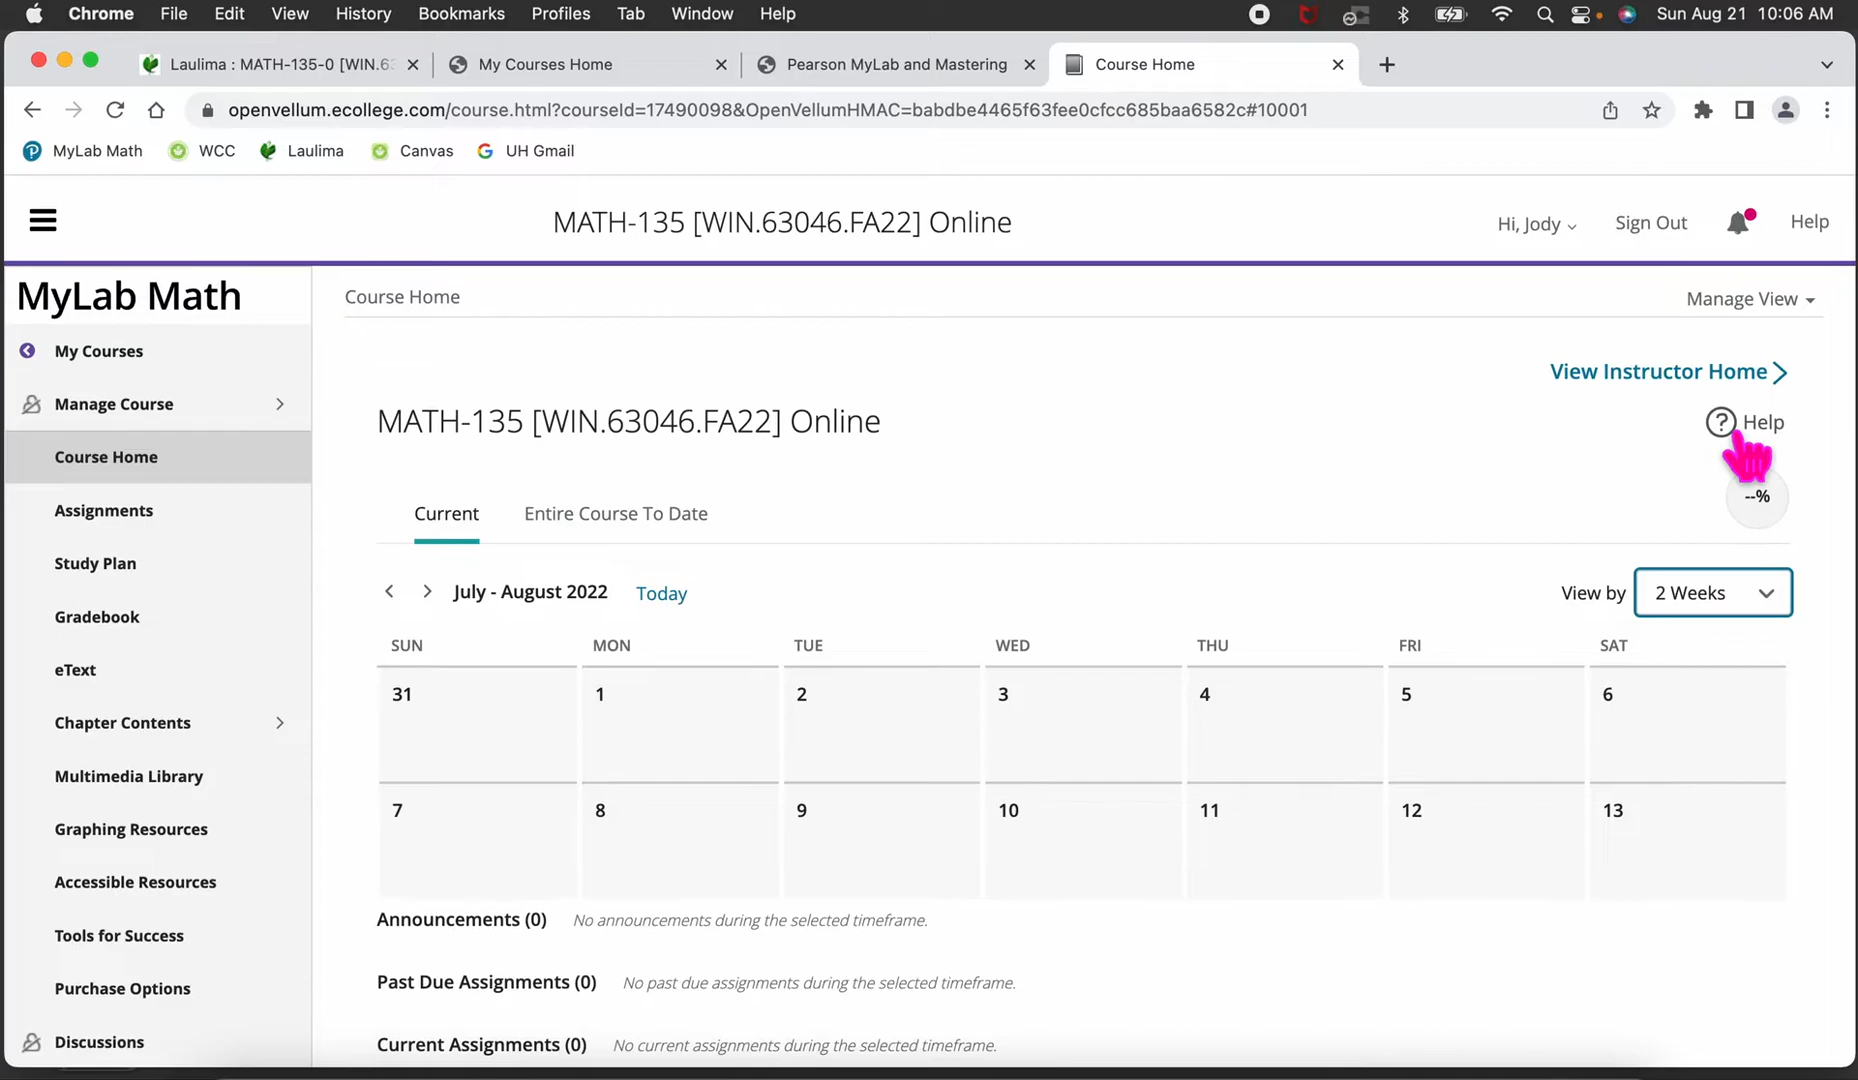 Chrome File Edit View History Bookmarks Profiles Tab Window Help Sun Aug 21 10:06 AM
Laulima : MATH-135-0 [WIN.63 My Courses Home Pearson MyLab and Mastering Course Home
openvellum.ecollege.com/course.html?courseId=17490098&OpenVellumHMAC=babdbe4465f63fee0cfcc685baa6582c#10001
MyLab Math WCC Laulima Canvas UH Gmail
MATH-135 [WIN.63046.FA22] Online Hi, Jody Sign Out Help
MyLab Math
My Courses
Manage Course
Course Home
Assignments
Study Plan
Gradebook
eText
Chapter Contents
Multimedia Library
Graphing Resources
Accessible Resources
Tools for Success
Purchase Options
Discussions
Course Home Manage View
View Instructor Home
MATH-135 [WIN.63046.FA22] Online ? Help
--%
Current Entire Course To Date
July - August 2022 Today View by 2 Weeks
SUN MON TUE WED THU FRI SAT
31 1 2 3 4 5 6
7 8 9 10 11 12 13
Announcements (0) No announcements during the selected timeframe.
Past Due Assignments (0) No past due assignments during the selected timeframe.
Current Assignments (0) No current assignments during the selected timeframe.